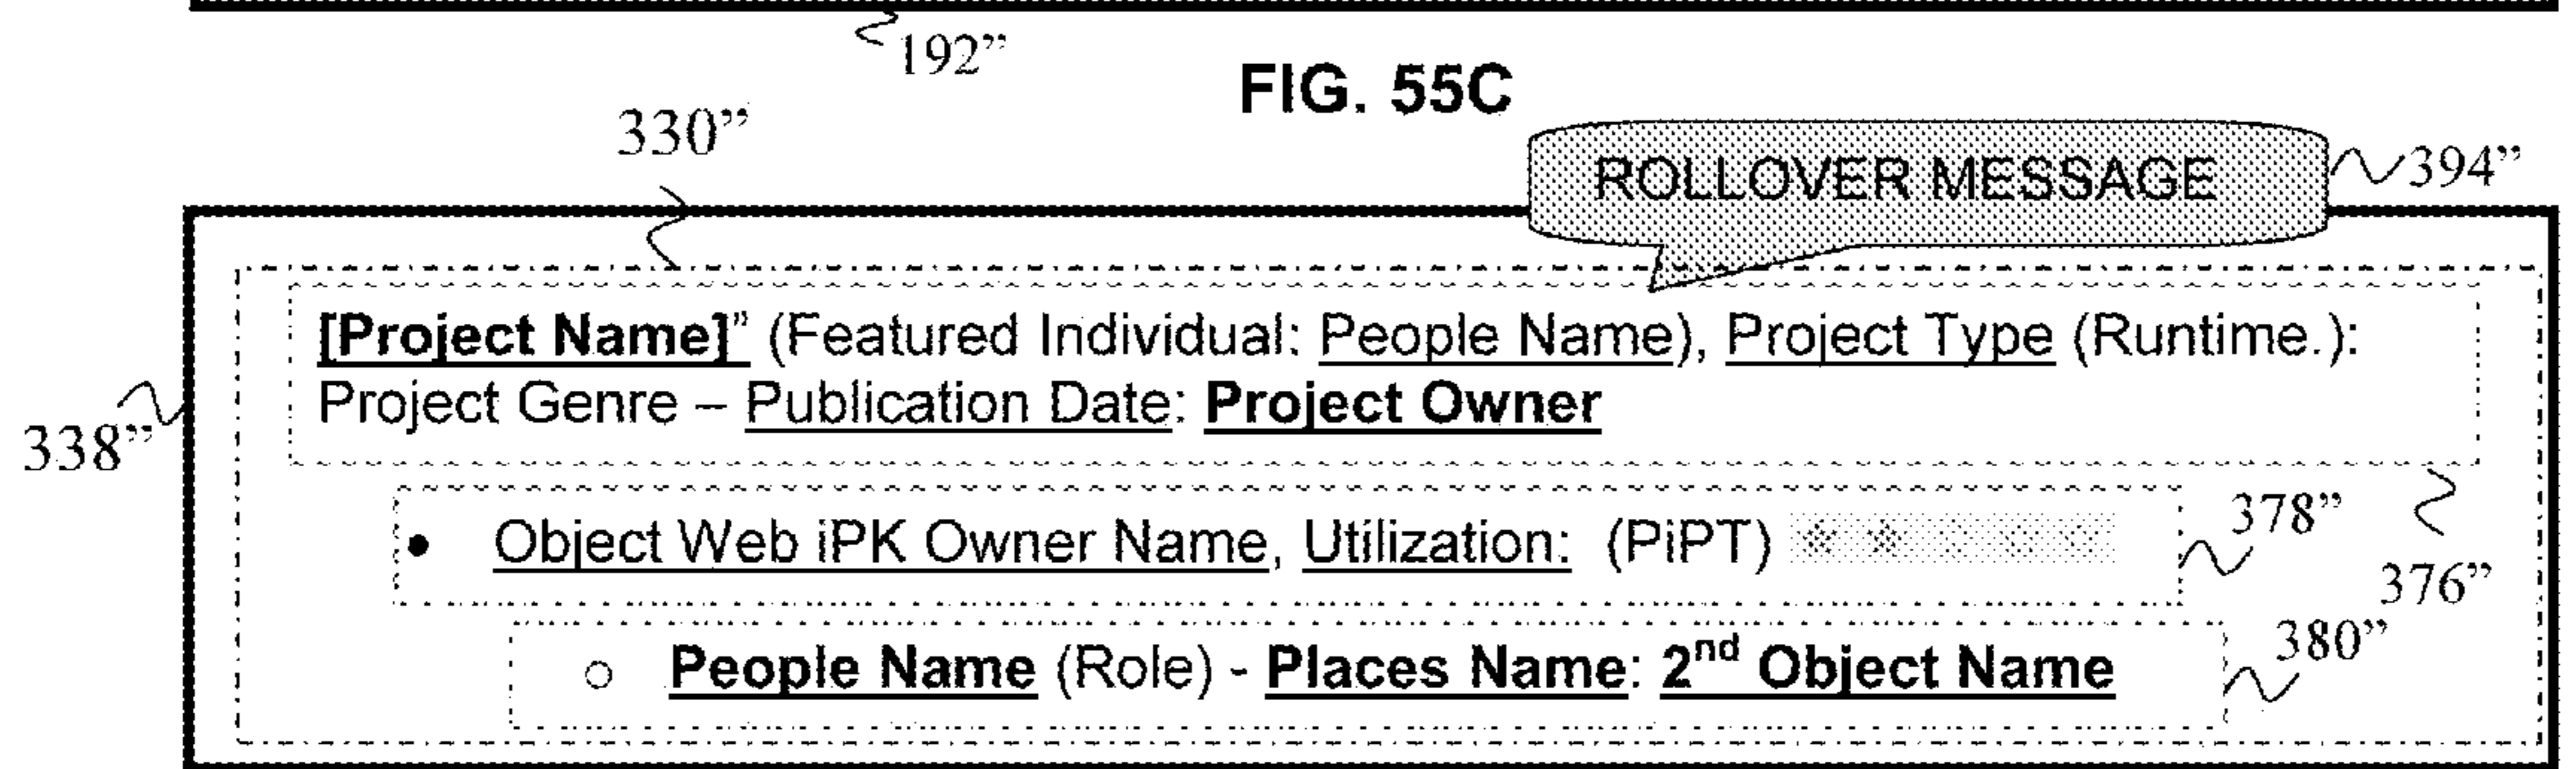 192”
FIG. 55C
330”
ROLLOVER MESSAGE
394”
[Project Name]” (Featured Individual: People Name), Project Type (Runtime.):
Project Genre – Publication Date: Project Owner
338”
• Object Web iPK Owner Name, Utilization: (PiPT)
378”
376”
○ People Name (Role) - Places Name: 2nd Object Name
380”